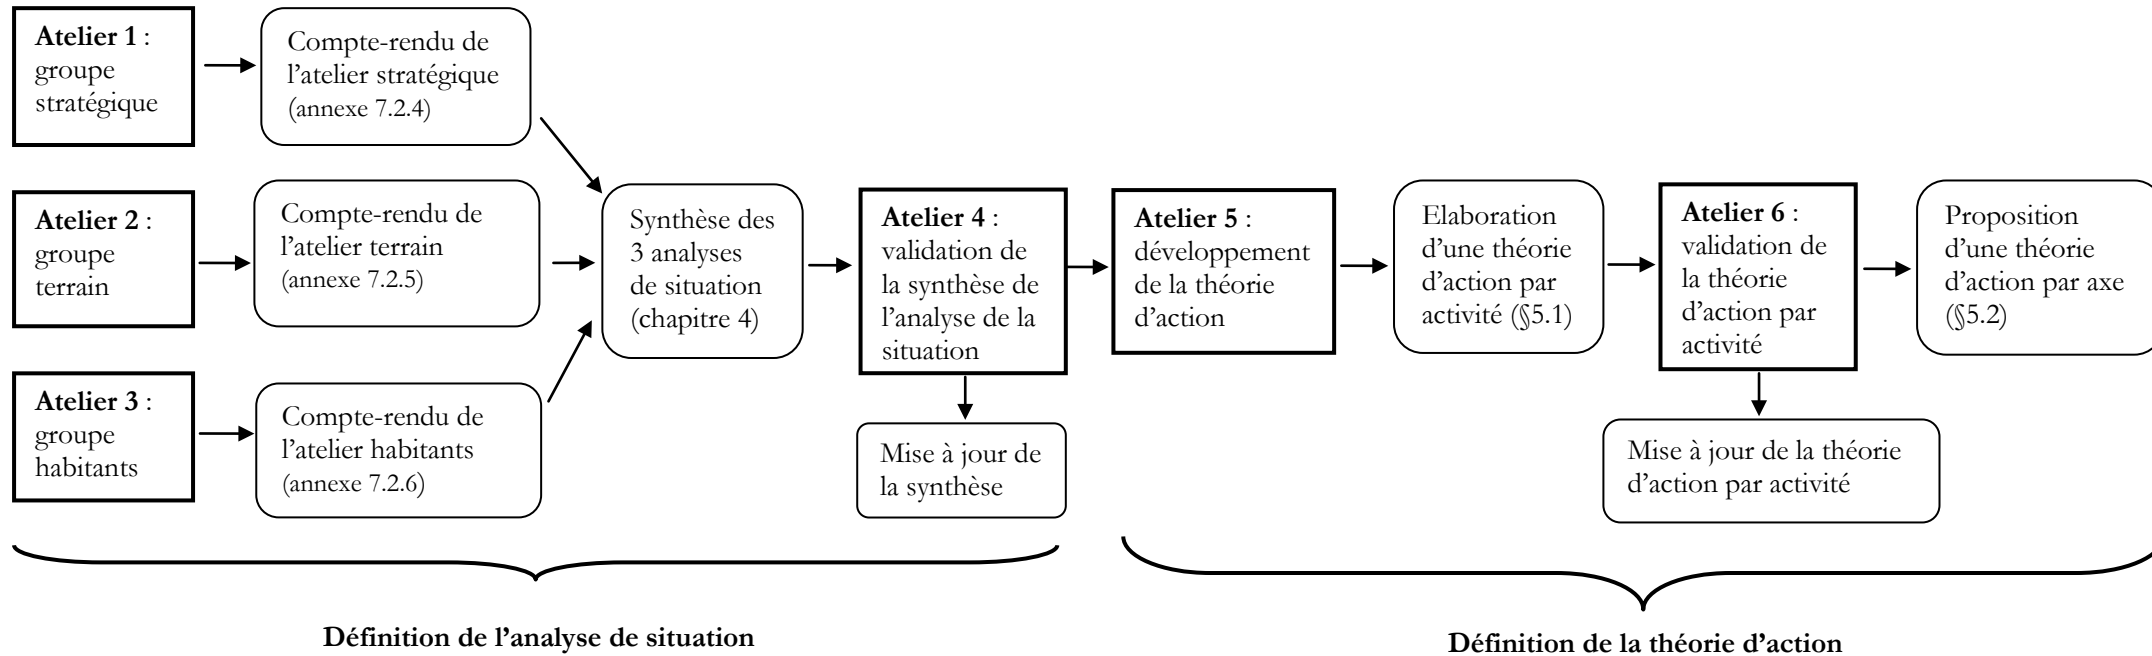 Atelier 1 :
groupe
stratégique
Compte-rendu de
l’atelier stratégique
(annexe 7.2.4)
Atelier 2 :
groupe
terrain
Compte-rendu de
l’atelier terrain
(annexe 7.2.5)
Atelier 3 :
groupe
habitants
Compte-rendu de
l’atelier habitants
(annexe 7.2.6)
Synthèse des
3 analyses
de situation
(chapitre 4)
Atelier 4 :
validation de
la synthèse de
l’analyse de la
situation
Mise à jour de
la synthèse
Atelier 5 :
développement
de la théorie
d’action
Elaboration
d’une théorie
d’action par
activité (§5.1)
Atelier 6 :
validation de
la théorie
d’action par
activité
Mise à jour de la théorie
d’action par activité
Proposition
d’une théorie
d’action par axe
(§5.2)
Définition de l’analyse de situation
Définition de la théorie d’action